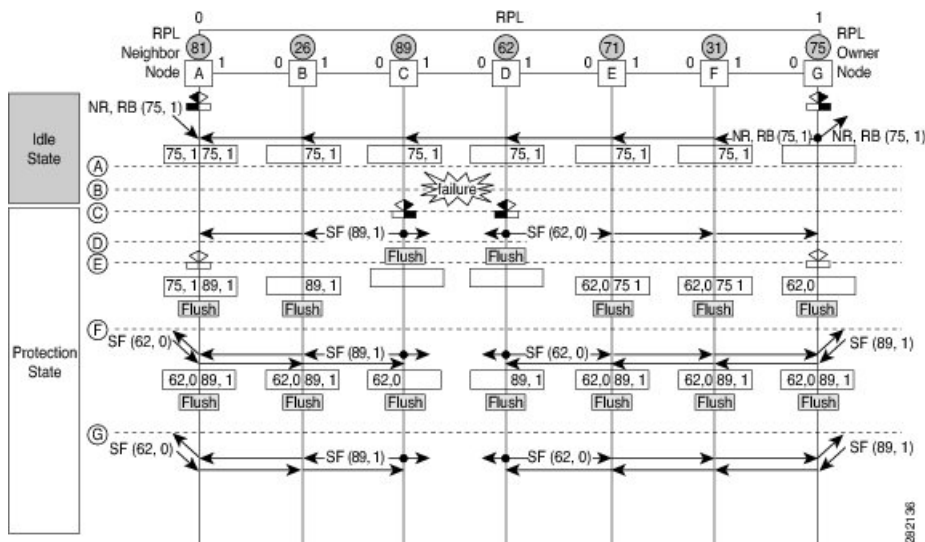 0 RPL 1
RPL Neighbor Node
81 26 89 62 71 31 75
RPL Owner Node
0 A 1 0 B 1 0 C 1 0 D 1 0 E 1 0 F 1 0 G
Idle State
NR, RB (75, 1)
NR, RB (75, 1)
NR, RB (75, 1)
75, 1 75, 1 75, 1 75, 1 75, 1 75, 1 75, 1
A
B
failure
C
SF (89, 1) SF (62, 0)
D
Flush Flush
E
75, 1 89, 1 89, 1 62,0 75 1 62,0 75 1 62,0
Flush Flush Flush Flush Flush
Protection State
F
SF (62, 0) SF (89, 1) SF (62, 0) SF (89, 1)
62,0 89, 1 62,0 89, 1 62,0 89, 1 62,0 89, 1 62,0 89, 1 62,0 89, 1
Flush Flush Flush Flush Flush Flush Flush
G
SF (62, 0) SF (89, 1) SF (62, 0) SF (89, 1)
282136